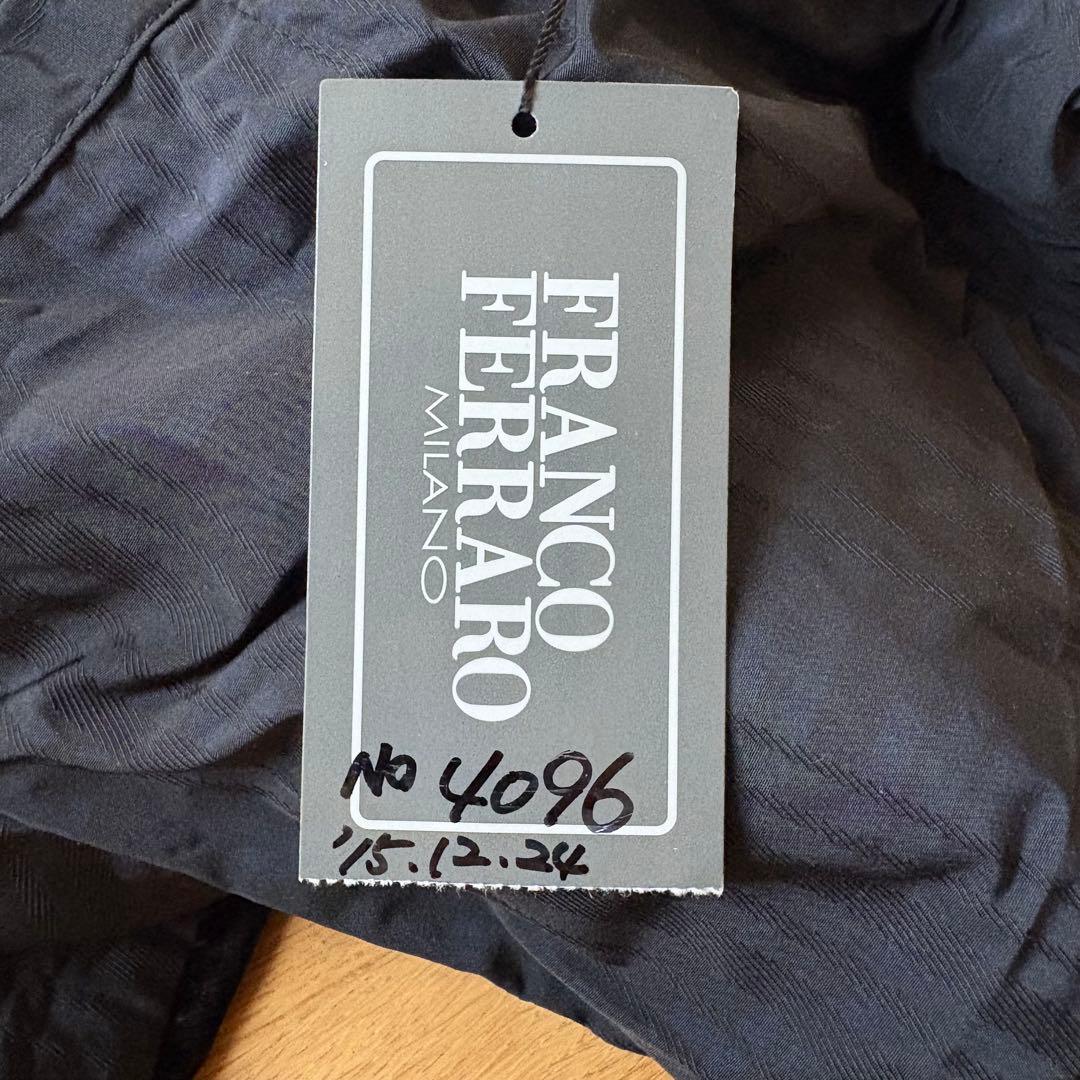 FRANCO
FERRARO
MILANO
No 4096
'15.12.24